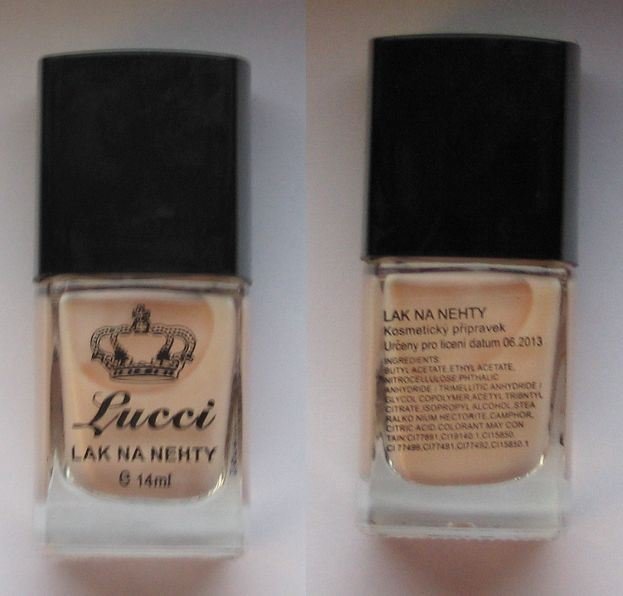 Lucci
LAK NA NEHTY
14ml
LAK NA NEHTY
Kosmetický přípravek
Určeny pro licení datum 06.2013
INGREDIENTS:
BUTYL ACETATE,ETHYL ACETATE,
NITROCELLULOSE,PHTHALIC
ANHYDRIDE / TRIMELLITIC ANHYDRIDE /
GLYCOL COPOLYMER,ACETYL TRIBNTYL
CITRATE,ISOPROPYL ALCOHOL,STEA
RALKO NIUM HECTORITE,CAMPHOR,
CITRIC ACID,COLORANT MAY CON
TAIN:CI77891,CI19140:1,CI15850,
CI 77499,CI77491,CI77492,CI15850:1